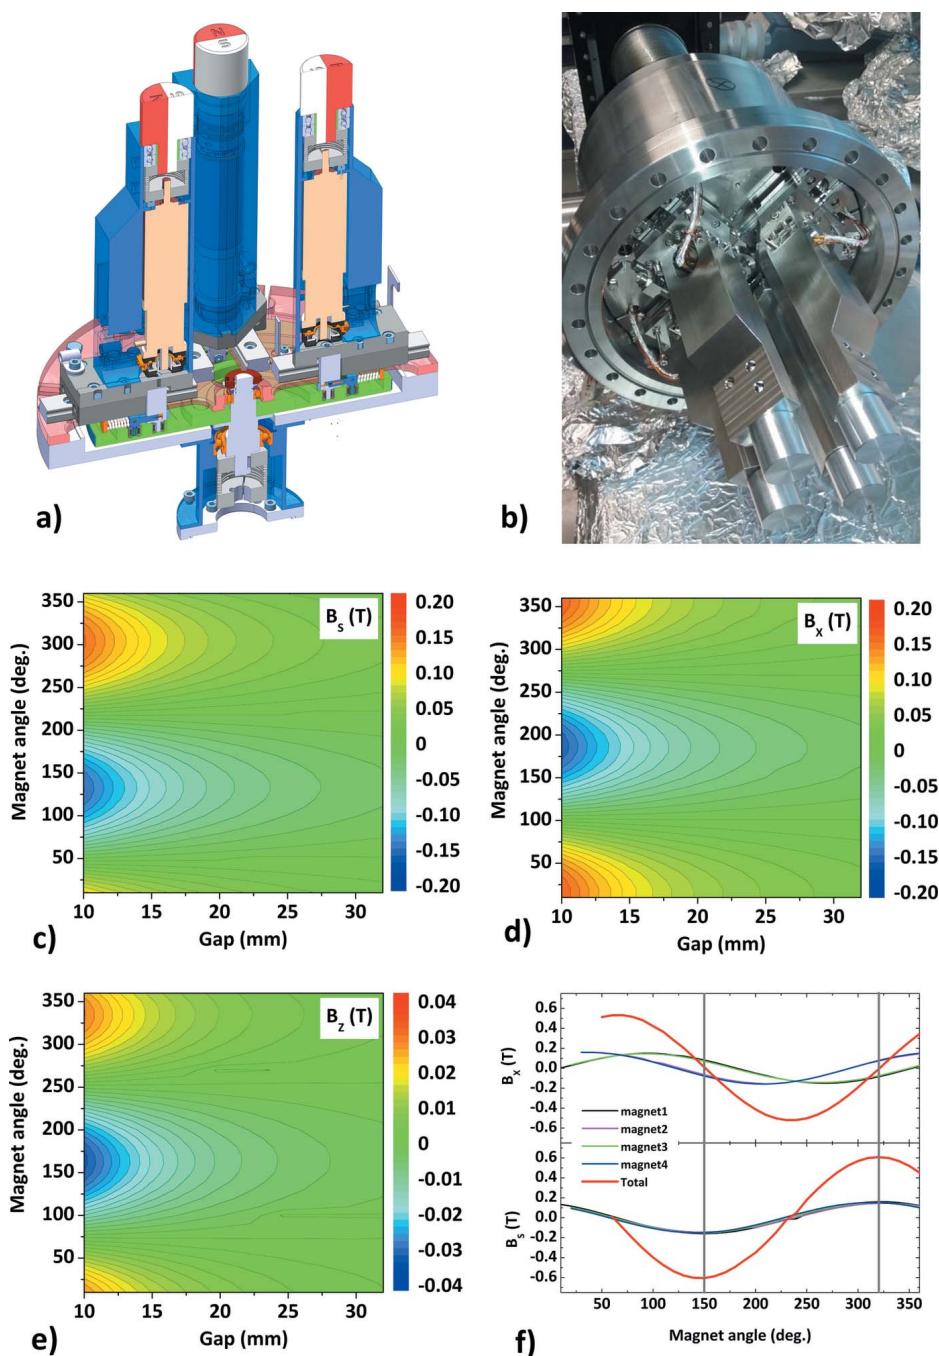 N
S
a)
b)
B_S (T)
Magnet angle (deg.)
350
300
250
200
150
100
50
10 15 20 25 30
Gap (mm)
0.20
0.15
0.10
0.05
0
-0.05
-0.10
-0.15
-0.20
c)
B_X (T)
Magnet angle (deg.)
350
300
250
200
150
100
50
10 15 20 25 30
Gap (mm)
0.20
0.15
0.10
0.05
0
-0.05
-0.10
-0.15
-0.20
d)
B_Z (T)
Magnet angle (deg.)
350
300
250
200
150
100
50
10 15 20 25 30
Gap (mm)
0.04
0.03
0.02
0.01
0
-0.01
-0.02
-0.03
-0.04
e)
B_X (T)
0.6
0.4
0.2
0.0
-0.2
-0.4
-0.6
magnet1
magnet2
magnet3
magnet4
Total
B_S (T)
0.6
0.4
0.2
0.0
-0.2
-0.4
-0.6
50 100 150 200 250 300 350
Magnet angle (deg.)
f)